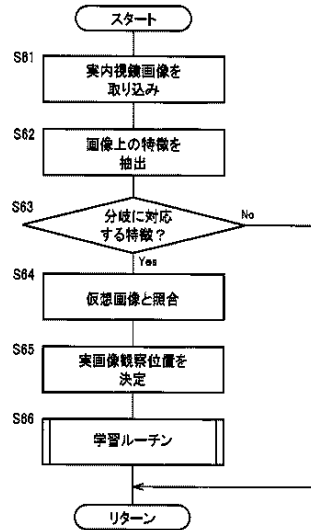 スタート
S61
実内視鏡画像を
取り込み
S62
画像上の特徴を
抽出
S63
分岐に対応
する特徴？
No
Yes
S64
仮想画像と照合
S65
実画像観察位置を
決定
S66
学習ルーチン
リターン